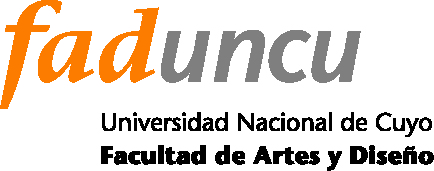 faduncu
Universidad Nacional de Cuyo
Facultad de Artes y Diseño